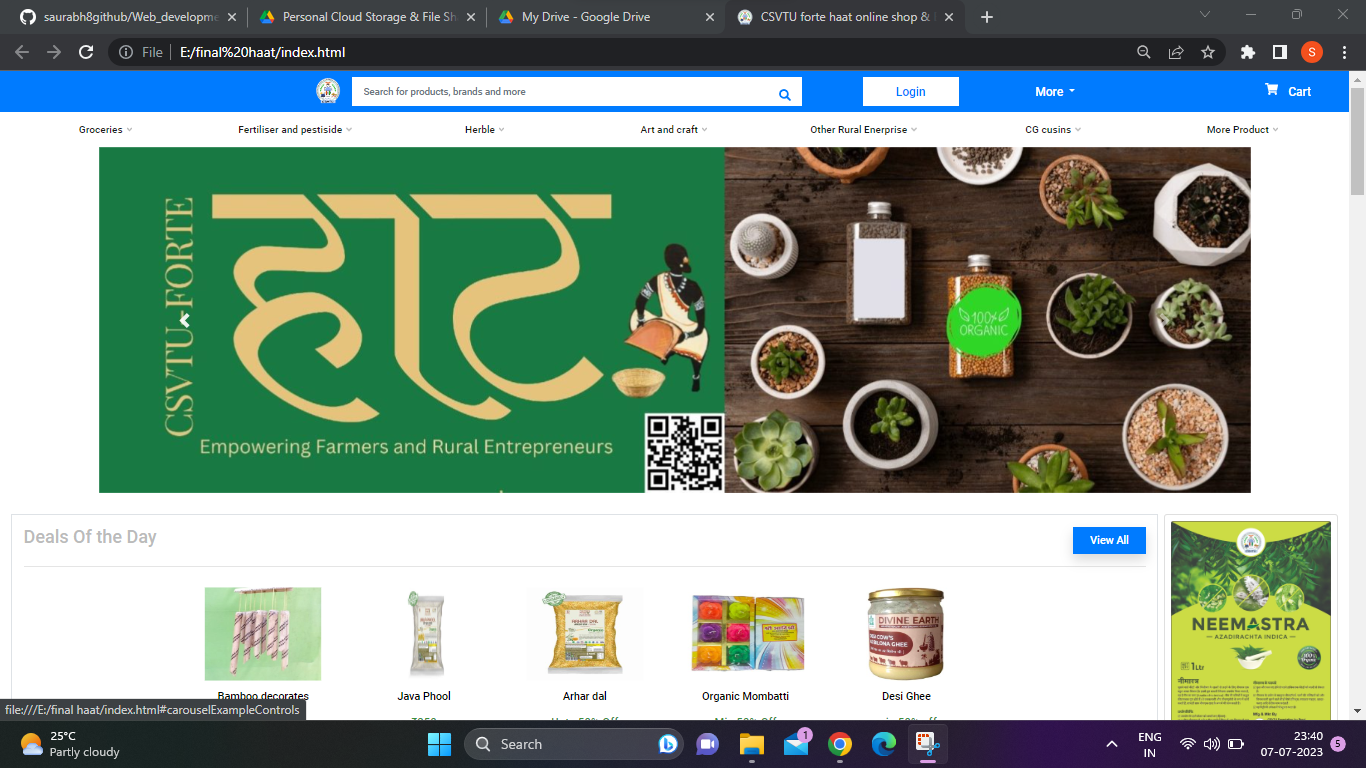 saurabh8github/Web_developme
Personal Cloud Storage & File Sh
My Drive - Google Drive
CSVTU forte haat online shop &
File
E:/final%20haat/index.html
S
Search for products, brands and more
Login
More
Cart
Groceries
Fertiliser and pestiside
Herble
Art and craft
Other Rural Enerprise
CG cusins
More Product
CSVTU-FORTE
हाट
Empowering Farmers and Rural Entrepreneurs
100%
ORGANIC
Deals Of the Day
View All
DIVINE EARTH
NEEMASTRA
AZADIRACHTA INDICA
1 Ltr
नीमास्त्र
Bamboo decorates
Java Phool
Arhar dal
Organic Mombatti
Desi Ghee
file:///E:/final haat/index.html#carouselExampleControls
25°C
Partly cloudy
Search
1
ENG
IN
23:40
07-07-2023
5